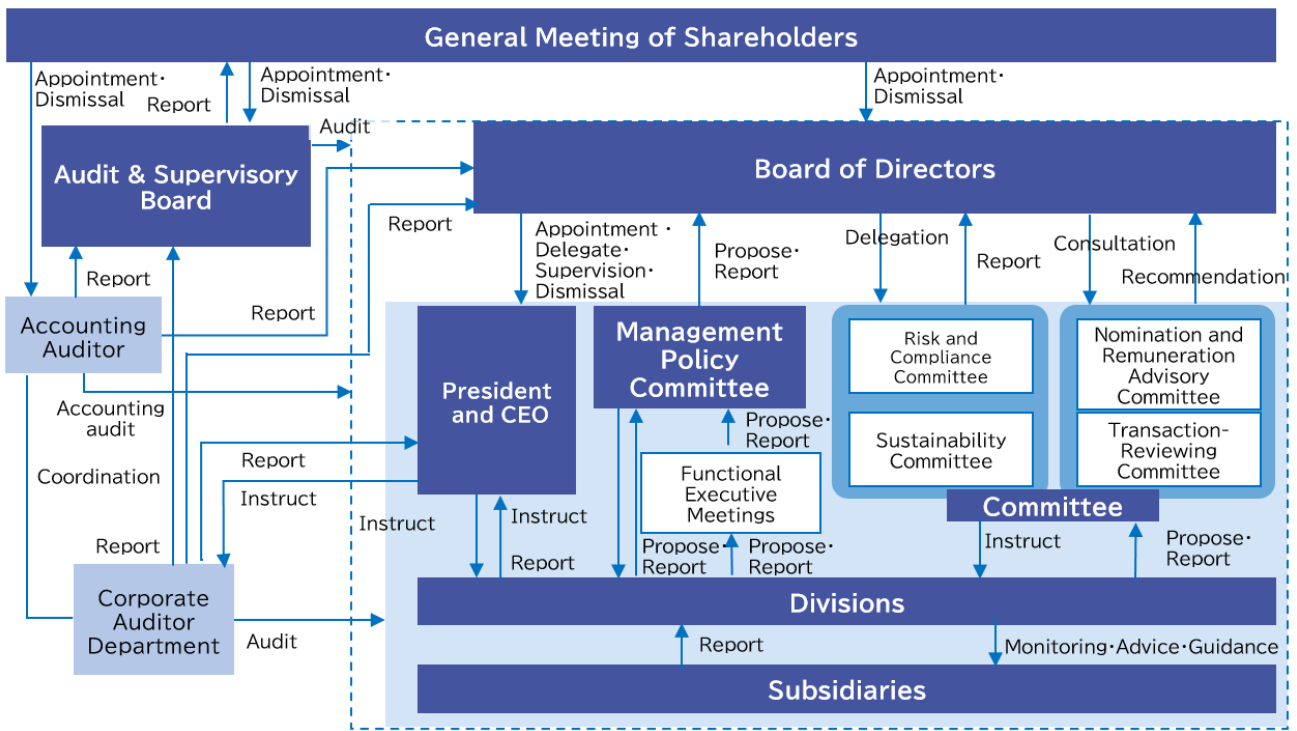 General Meeting of Shareholders
Appointment・
Dismissal
Report
Appointment・
Dismissal
Appointment・
Dismissal
Audit
Audit & Supervisory
Board
Board of Directors
Report
Report
Report
Appointment・
Delegate・
Supervision・
Dismissal
Propose・
Report
Delegation
Report
Consultation
Recommendation
Accounting
Auditor
President
and CEO
Management
Policy
Committee
Risk and
Compliance
Committee
Nomination and
Remuneration
Advisory
Committee
Accounting
audit
Sustainability
Committee
Transaction-
Reviewing
Committee
Propose・
Report
Functional
Executive
Meetings
Coordination
Report
Instruct
Committee
Instruct
Instruct
Report
Propose・
Report
Propose・
Report
Instruct
Propose・
Report
Report
Corporate
Auditor
Department
Audit
Divisions
Report
Monitoring・Advice・Guidance
Subsidiaries